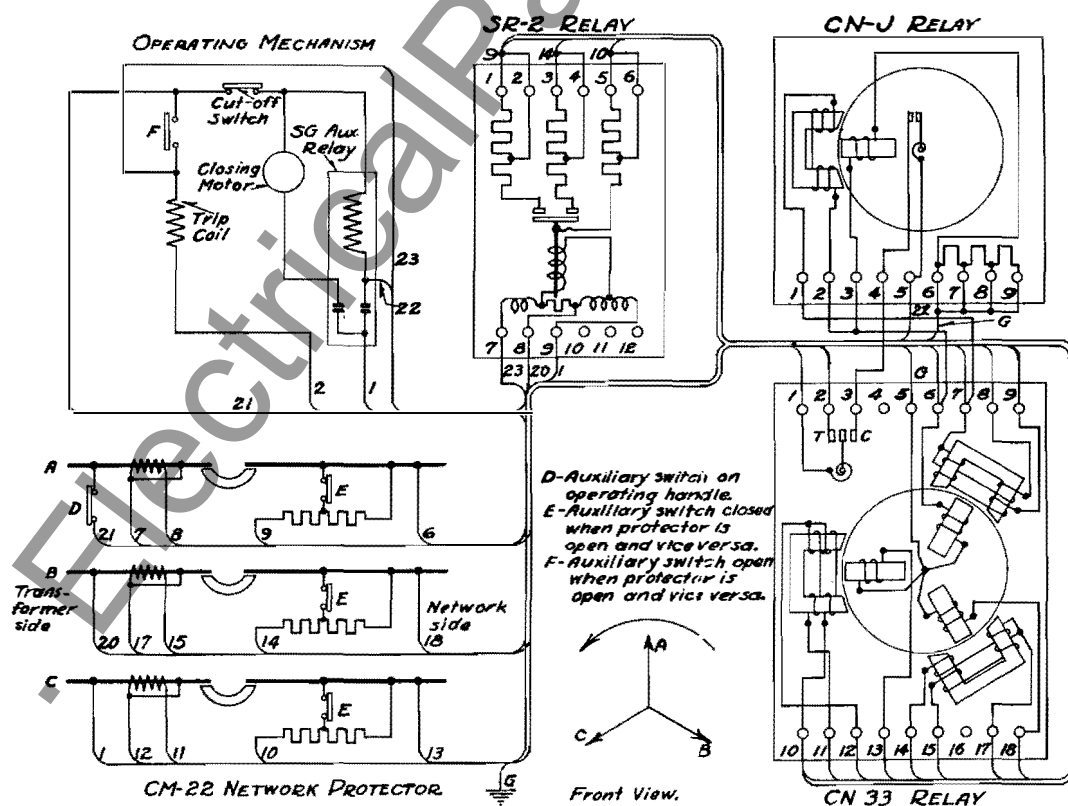 SR-2 RELAY
CN-J RELAY
OPERATING MECHANISM
9 14 10
1 2 3 4 5 6
Cut-off
Switch
F
SG Aux.
Relay
Closing
Motor
Trip
Coil
23
22
21 2 1
7 8 9 10 11 12
23 20 1
1 2 3 4 5 6 7 8 9
22 G
G
1 2 3 4 5 6 7 8 9
T C
A
D E
21 7 8 9 6
B
Trans-
former
side
E
Network
side
20 17 15 14 18
C
E
1 12 11 10 13
CM-22 NETWORK PROTECTOR
G
D-Auxiliary switch on
operating handle.
E-Auxiliary switch closed
when protector is
open and vice versa.
F-Auxiliary switch open
when protector is
open and vice versa.
A
C B
Front View.
10 11 12 13 14 15 16 17 18
CN 33 RELAY
ElectricalPa